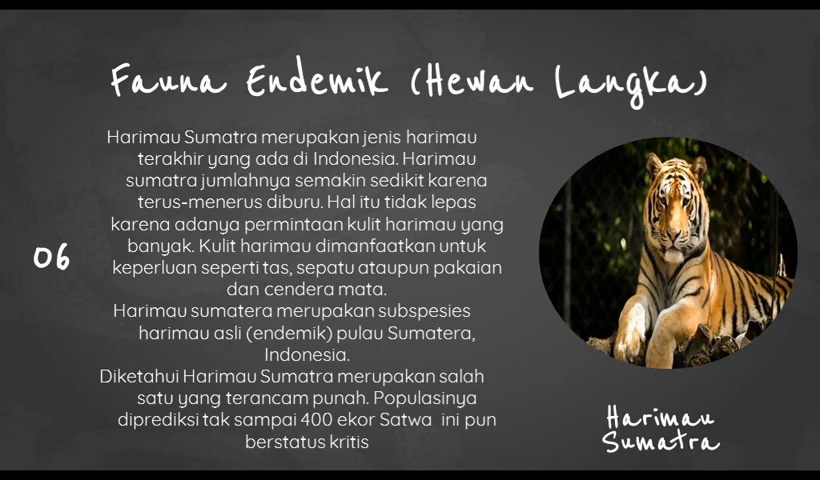 Fauna Endemik (Hewan Langka)
Harimau Sumatra merupakan jenis harimau
terakhir yang ada di Indonesia. Harimau
sumatra jumlahnya semakin sedikit karena
terus-menerus diburu. Hal itu tidak lepas
karena adanya permintaan kulit harimau yang
banyak. Kulit harimau dimanfaatkan untuk
keperluan seperti tas, sepatu ataupun pakaian
dan cendera mata.
Harimau sumatera merupakan subspesies
harimau asli (endemik) pulau Sumatera,
Indonesia.
Diketahui Harimau Sumatra merupakan salah
satu yang terancam punah. Populasinya
diprediksi tak sampai 400 ekor Satwa ini pun
berstatus kritis
06
Harimau
Sumatra